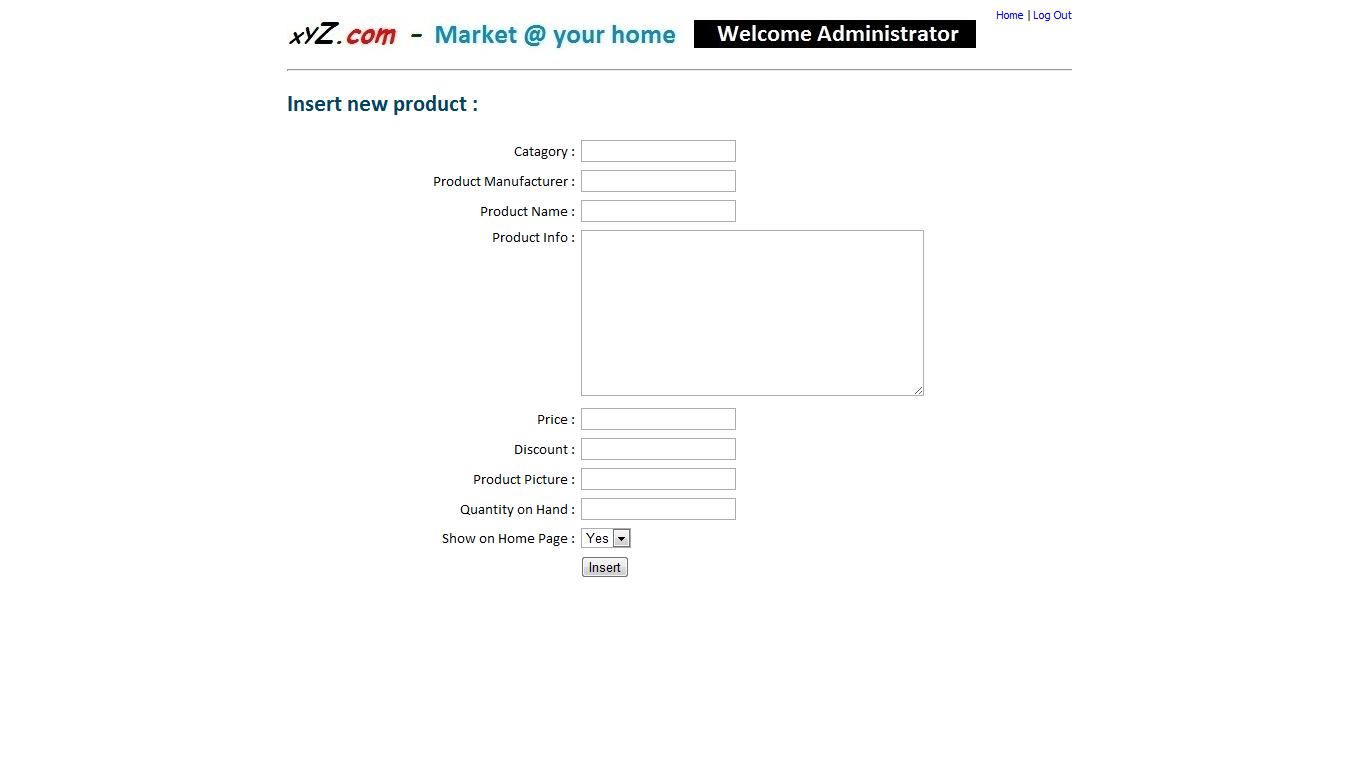 Home | Log Out
xyZ.com - Market @ your home Welcome Administrator
Insert new product :
Catagory :
Product Manufacturer :
Product Name :
Product Info :
Price :
Discount :
Product Picture :
Quantity on Hand :
Show on Home Page : Yes
Insert